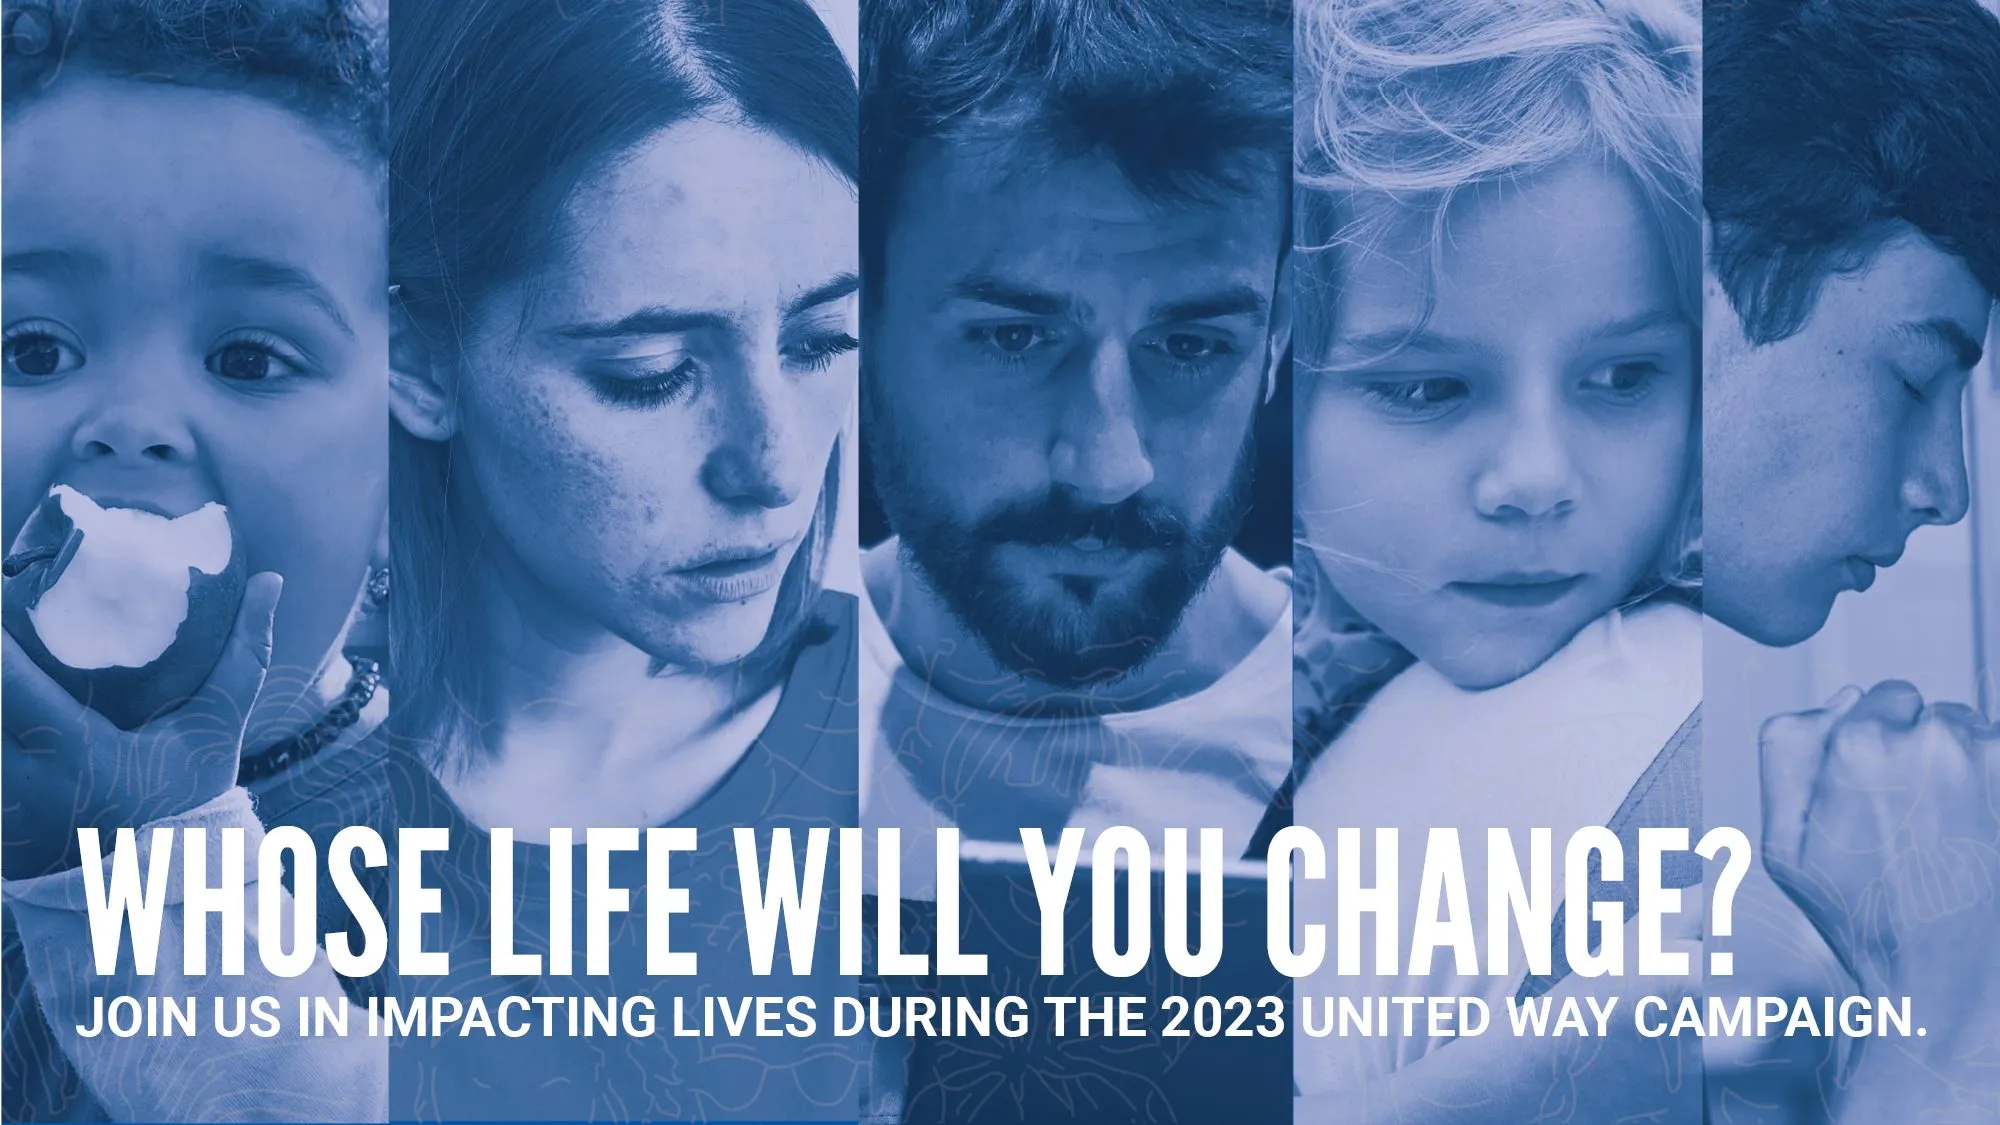 WHOSE LIFE WILL YOU CHANGE?
JOIN US IN IMPACTING LIVES DURING THE 2023 UNITED WAY CAMPAIGN.